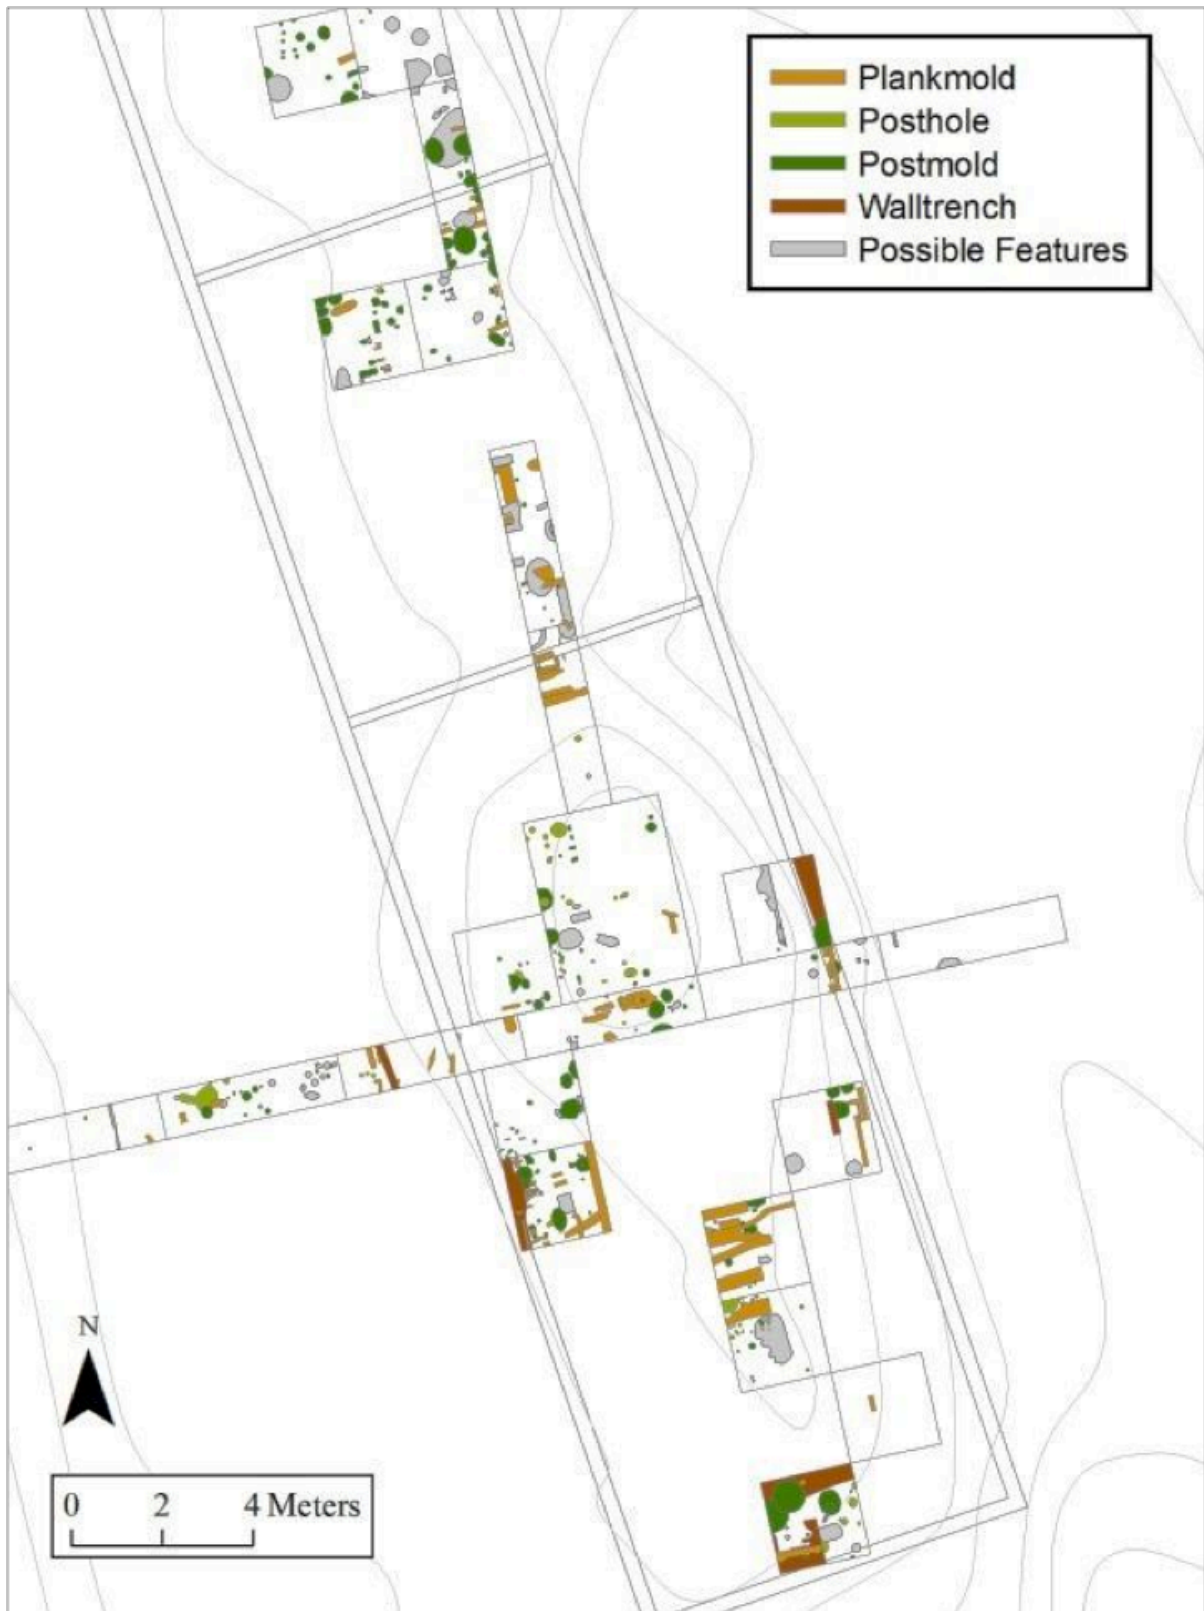 Plankmold
Posthole
Postmold
Walltrench
Possible Features
N
0 2 4 Meters